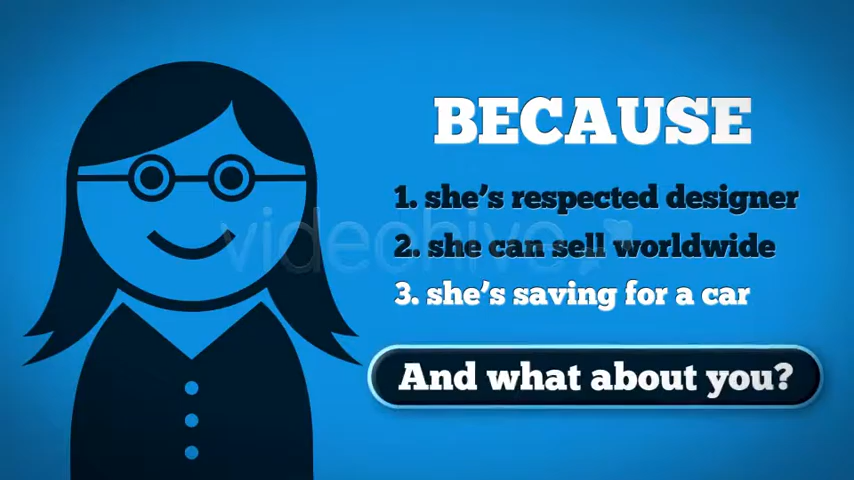 BECAUSE
1. she's respected designer
2. she can sell worldwide
videohive
3. she's saving for a car
And what about you?